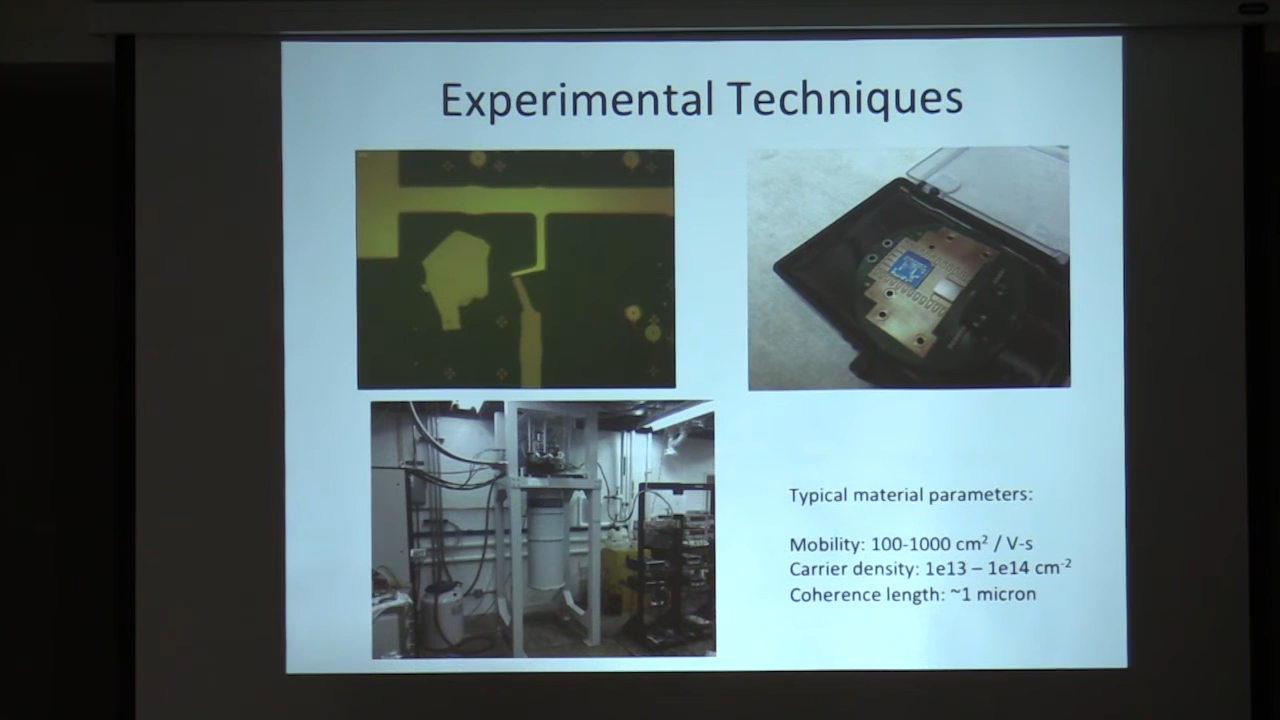 Experimental Techniques
Typical material parameters:
Mobility: 100-1000 cm² / V-s
Carrier density: 1e13 – 1e14 cm⁻²
Coherence length: ~1 micron